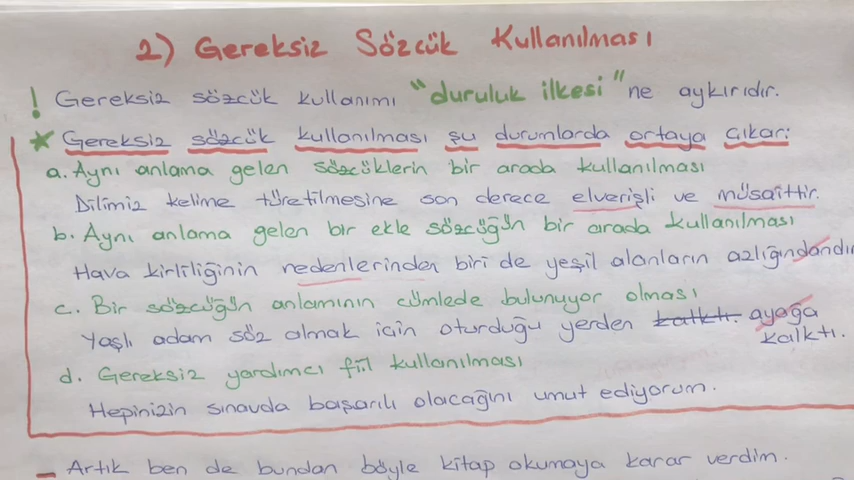 2) Gereksiz Sözcük Kullanılması
! Gereksiz sözcük kullanımı "duruluk ilkesi"ne aykırıdır.
★ Gereksiz sözcük kullanılması şu durumlarda ortaya çıkar:
a. Aynı anlama gelen sözcüklerin bir arada kullanılması
Dilimiz kelime türetilmesine son derece elverişli ve müsaittir.
b. Aynı anlama gelen bir ekle sözcüğün bir arada kullanılması
Hava kirliliğinin nedenlerinden biri de yeşil alanların azlığındandır
c. Bir sözcüğün anlamının cümlede bulunuyor olması
Yaşlı adam söz almak için oturduğu yerden kalktı. ayağa
kalktı.
d. Gereksiz yardımcı fiil kullanılması
Hepinizin sınavda başarılı olacağını umut ediyorum.
- Artık ben de bundan böyle kitap okumaya karar verdim.